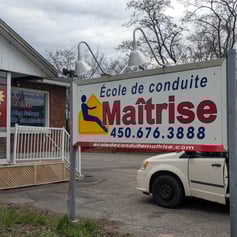 École de conduite
Maîtrise
450.676.3888
ecoledeconduitemaitrise.com